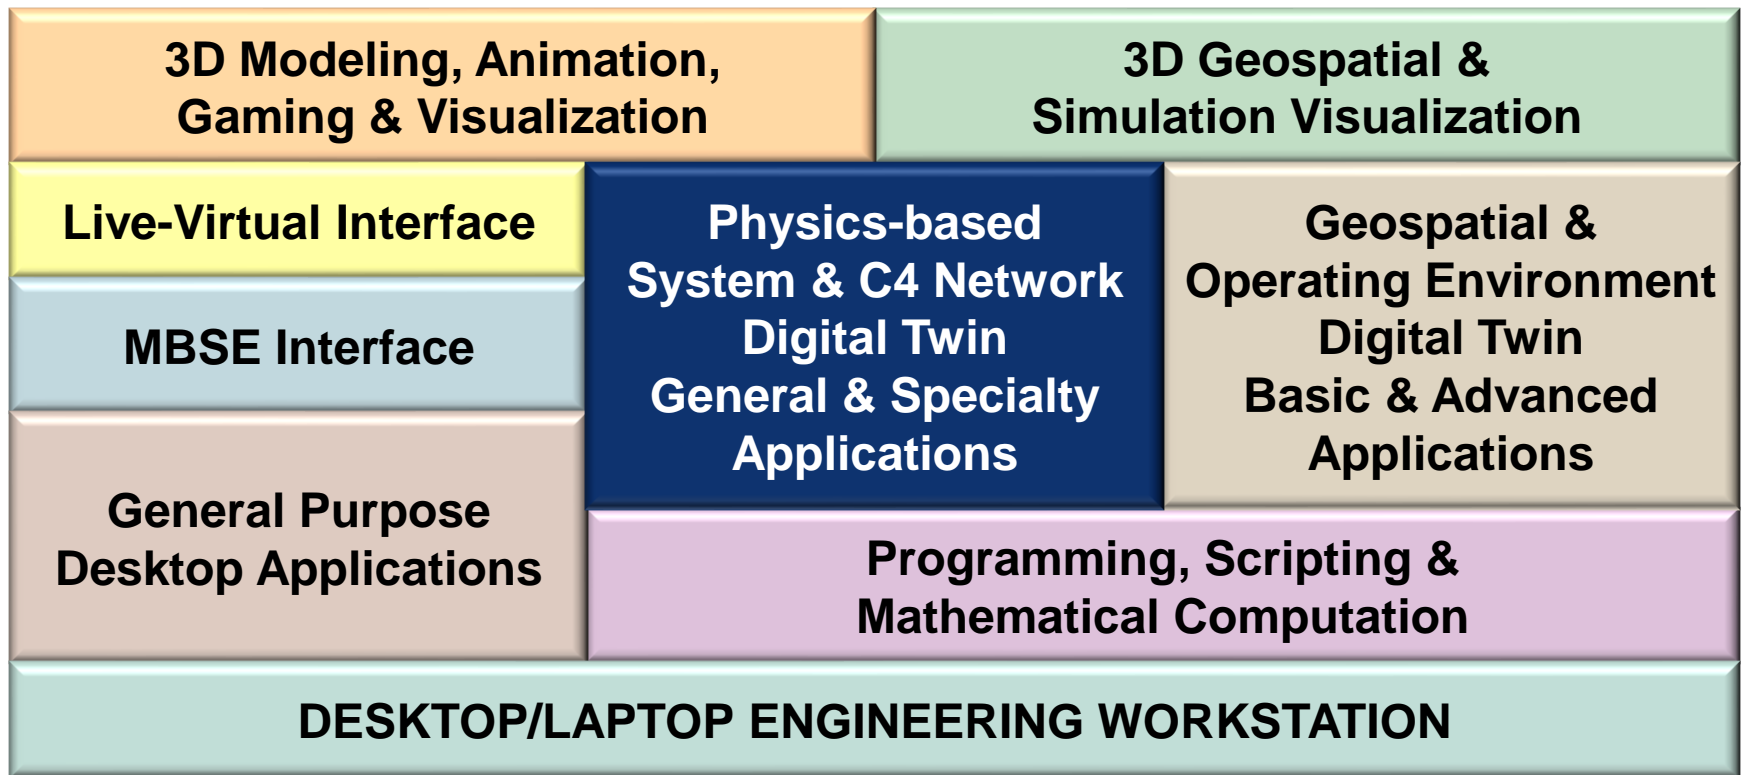 3D Modeling, Animation,
Gaming & Visualization
3D Geospatial &
Simulation Visualization
Live-Virtual Interface
MBSE Interface
General Purpose
Desktop Applications
Physics-based
System & C4 Network
Digital Twin
General & Specialty
Applications
Geospatial &
Operating Environment
Digital Twin
Basic & Advanced
Applications
Programming, Scripting &
Mathematical Computation
DESKTOP/LAPTOP ENGINEERING WORKSTATION